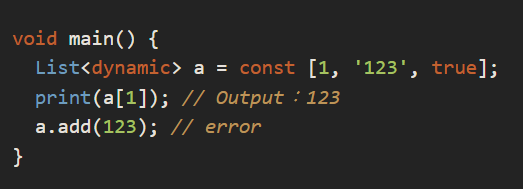 void main() {
  List<dynamic> a = const [1, '123', true];
  print(a[1]); // Output：123
  a.add(123); // error
}